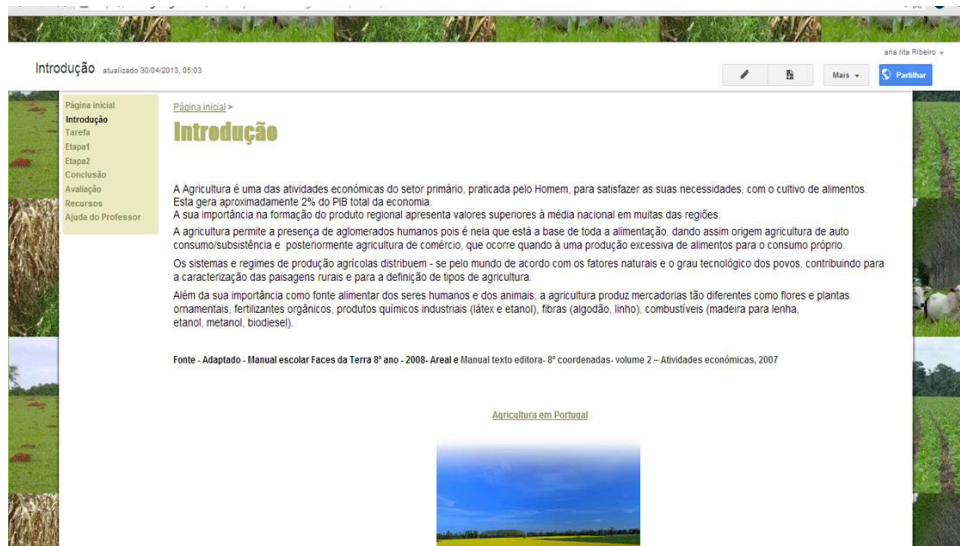 ana rita Ribeiro
Introdução atualizado 30/04/2013, 05:03
Mais
Partilhar
Página inicial
Introdução
Tarefa
Etapa1
Etapa2
Conclusão
Avaliação
Recursos
Ajuda do Professor
Página inicial >
Introdução
A Agricultura é uma das atividades económicas do setor primário, praticada pelo Homem, para satisfazer as suas necessidades, com o cultivo de alimentos.
Esta gera aproximadamente 2% do PIB total da economia.
A sua importância na formação do produto regional apresenta valores superiores à média nacional em muitas das regiões.
A agricultura permite a presença de aglomerados humanos pois é nela que está a base de toda a alimentação, dando assim origem agricultura de auto
consumo/subsistência e posteriormente agricultura de comércio, que ocorre quando à uma produção excessiva de alimentos para o consumo próprio.
Os sistemas e regimes de produção agrícolas distribuem - se pelo mundo de acordo com os fatores naturais e o grau tecnológico dos povos, contribuindo para
a caracterização das paisagens rurais e para a definição de tipos de agricultura.
Além da sua importância como fonte alimentar dos seres humanos e dos animais, a agricultura produz mercadorias tão diferentes como flores e plantas
ornamentais, fertilizantes orgânicos, produtos químicos industriais (látex e etanol), fibras (algodão, linho), combustíveis (madeira para lenha,
etanol, metanol, biodiesel).
Fonte - Adaptado - Manual escolar Faces da Terra 8º ano - 2008- Areal e Manual texto editora- 8º coordenadas- volume 2 – Atividades económicas, 2007
Agricultura em Portugal